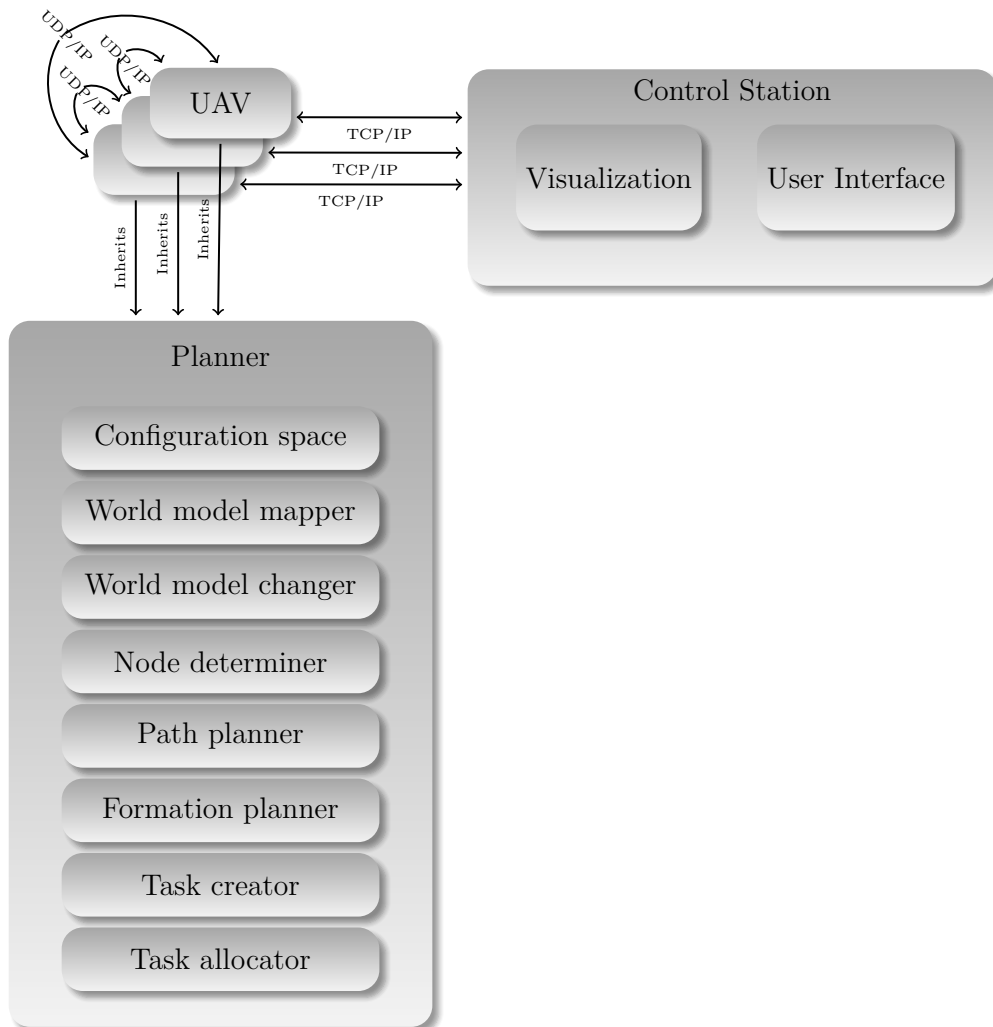 UDP/IP
UDP/IP
UDP/IP
UAV
Control Station
TCP/IP
TCP/IP
TCP/IP
Visualization
User Interface
Inherits
Inherits
Inherits
Planner
Configuration space
World model mapper
World model changer
Node determiner
Path planner
Formation planner
Task creator
Task allocator